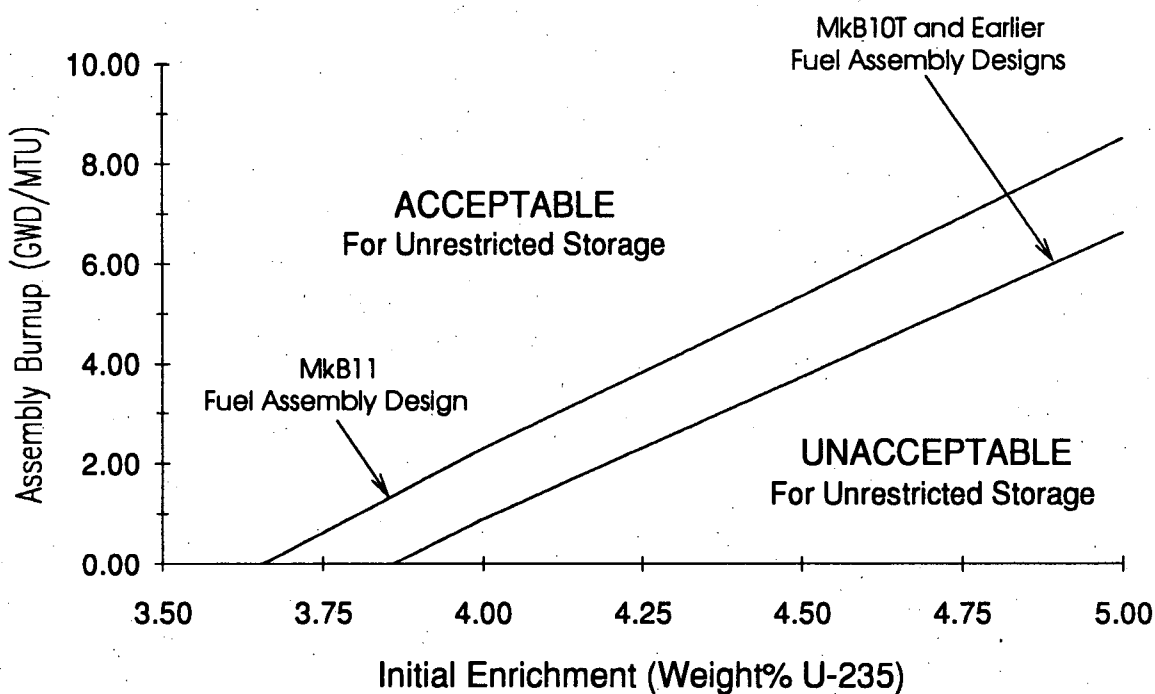 MkB10T and Earlier
Fuel Assembly Designs
10.00
8.00
6.00
4.00
2.00
0.00
Assembly Burnup (GWD/MTU)
ACCEPTABLE
For Unrestricted Storage
MkB11
Fuel Assembly Design
UNACCEPTABLE
For Unrestricted Storage
3.50 3.75 4.00 4.25 4.50 4.75 5.00
Initial Enrichment (Weight% U-235)